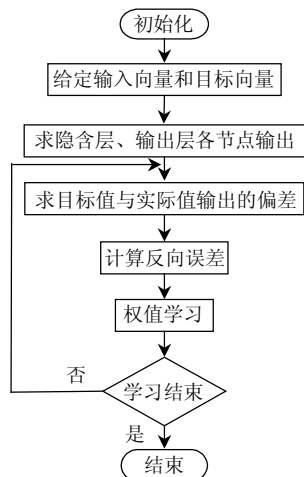 初始化
给定输入向量和目标向量
求隐含层、输出层各节点输出
求目标值与实际值输出的偏差
计算反向误差
权值学习
否
学习结束
是
结束